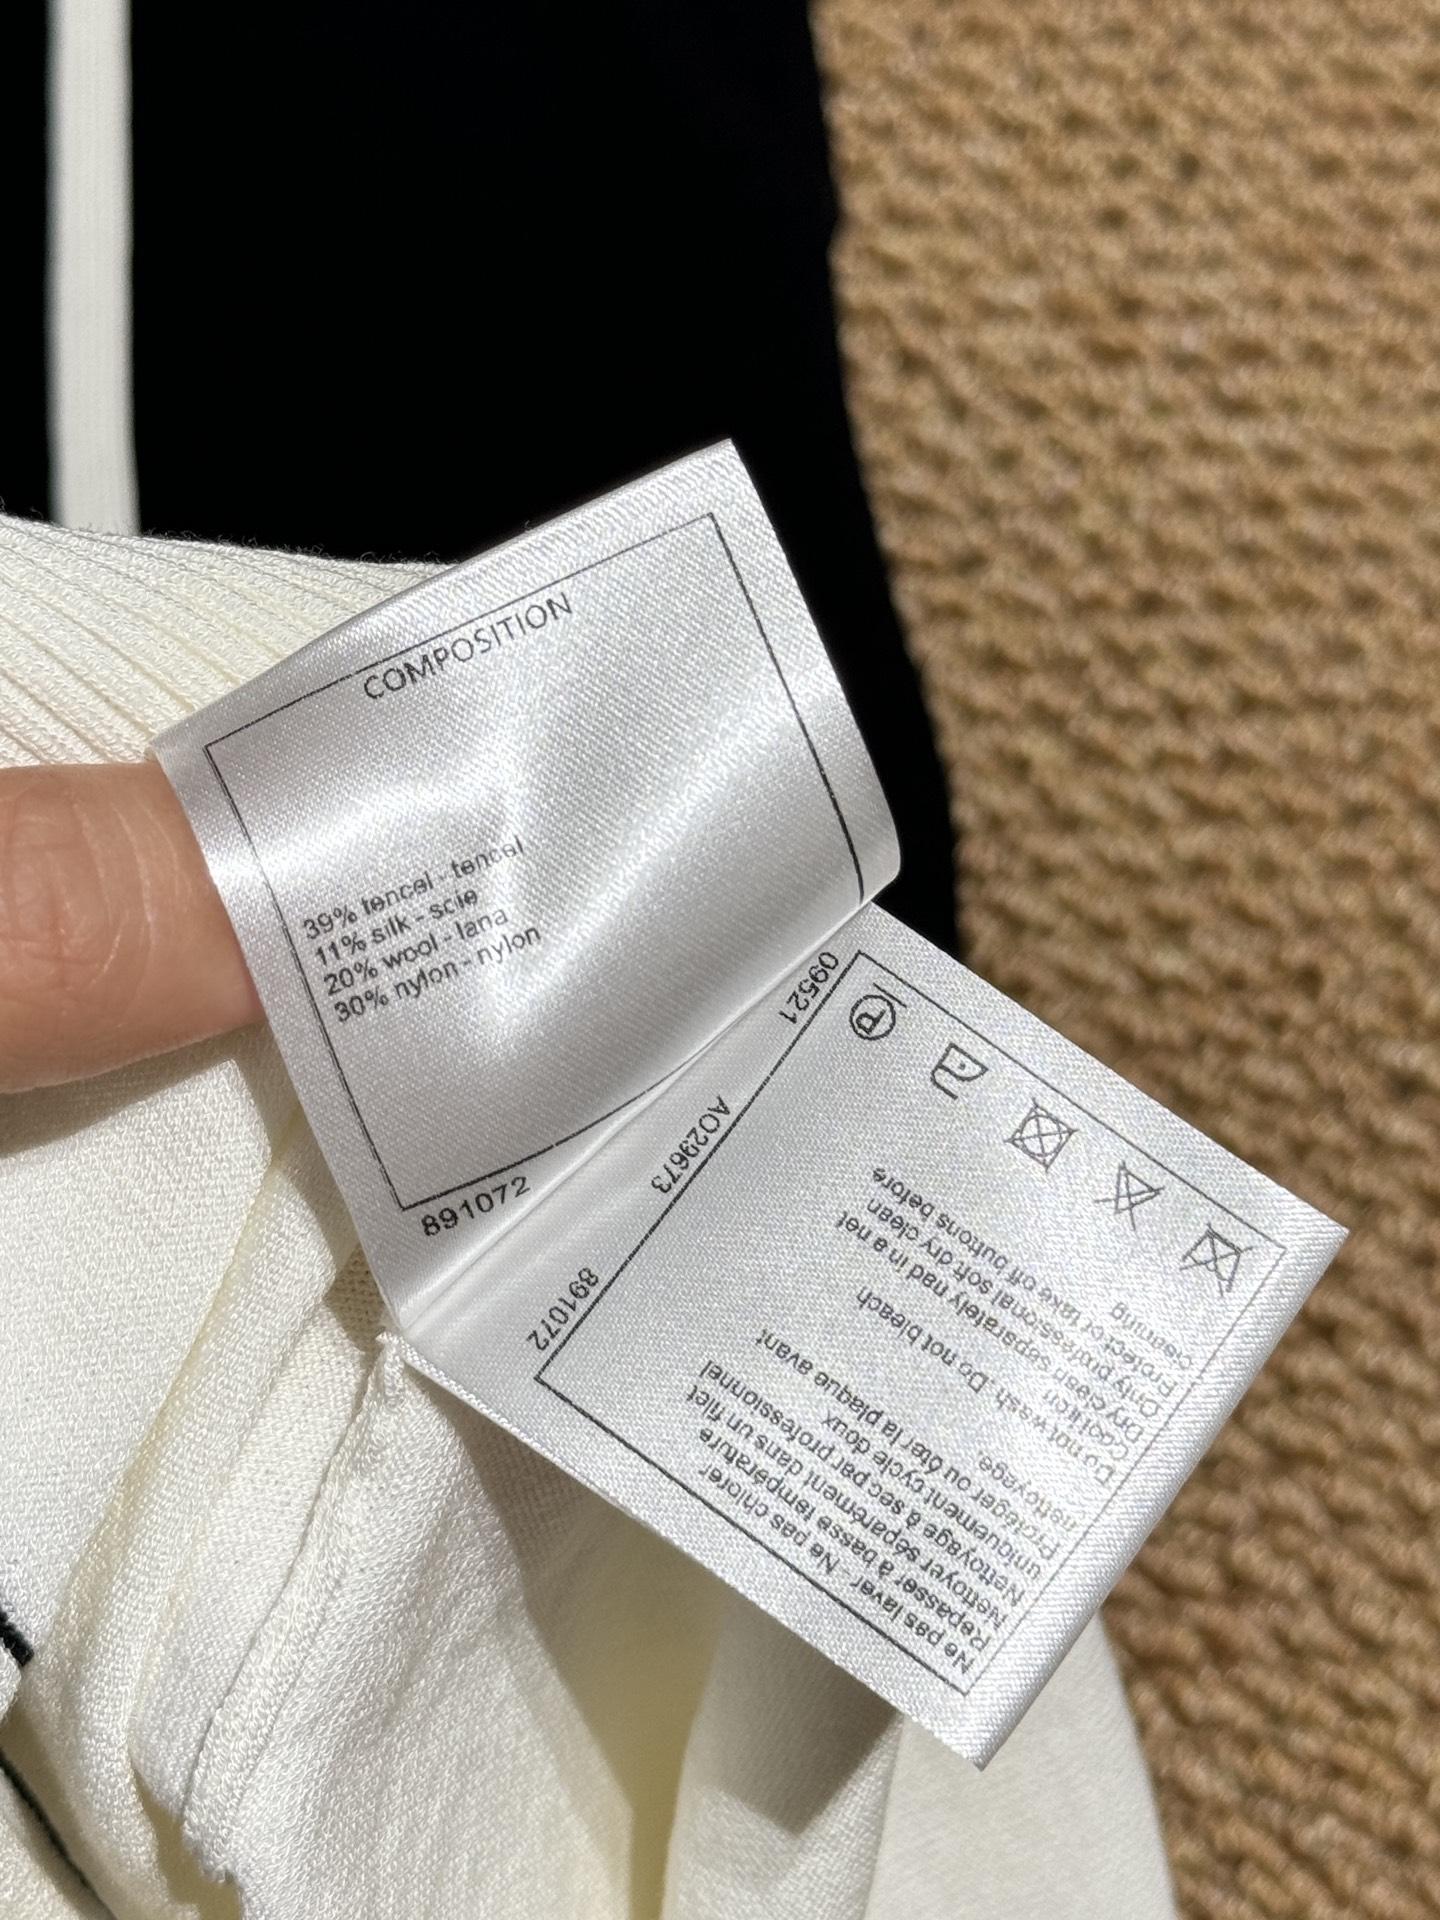 COMPOSITION
39% tencel - tencel
11% silk - soie
20% wool - lana
30% nylon - nylon
891072
09521
AO29673
891072
Ne pas laver - Ne pas chlorer
Repasser à basse température
Nettoyer séparément dans un filet
Nettoyage à sec par professionnel
uniquement cycle doux
Protéger ou ôter la plaque avant
nettoyage.
Do not wash. Do not bleach
Cool iron
Dry clean separately nad in a net
Only professional soft dry clean
Protect or take off buttons before
cleaning